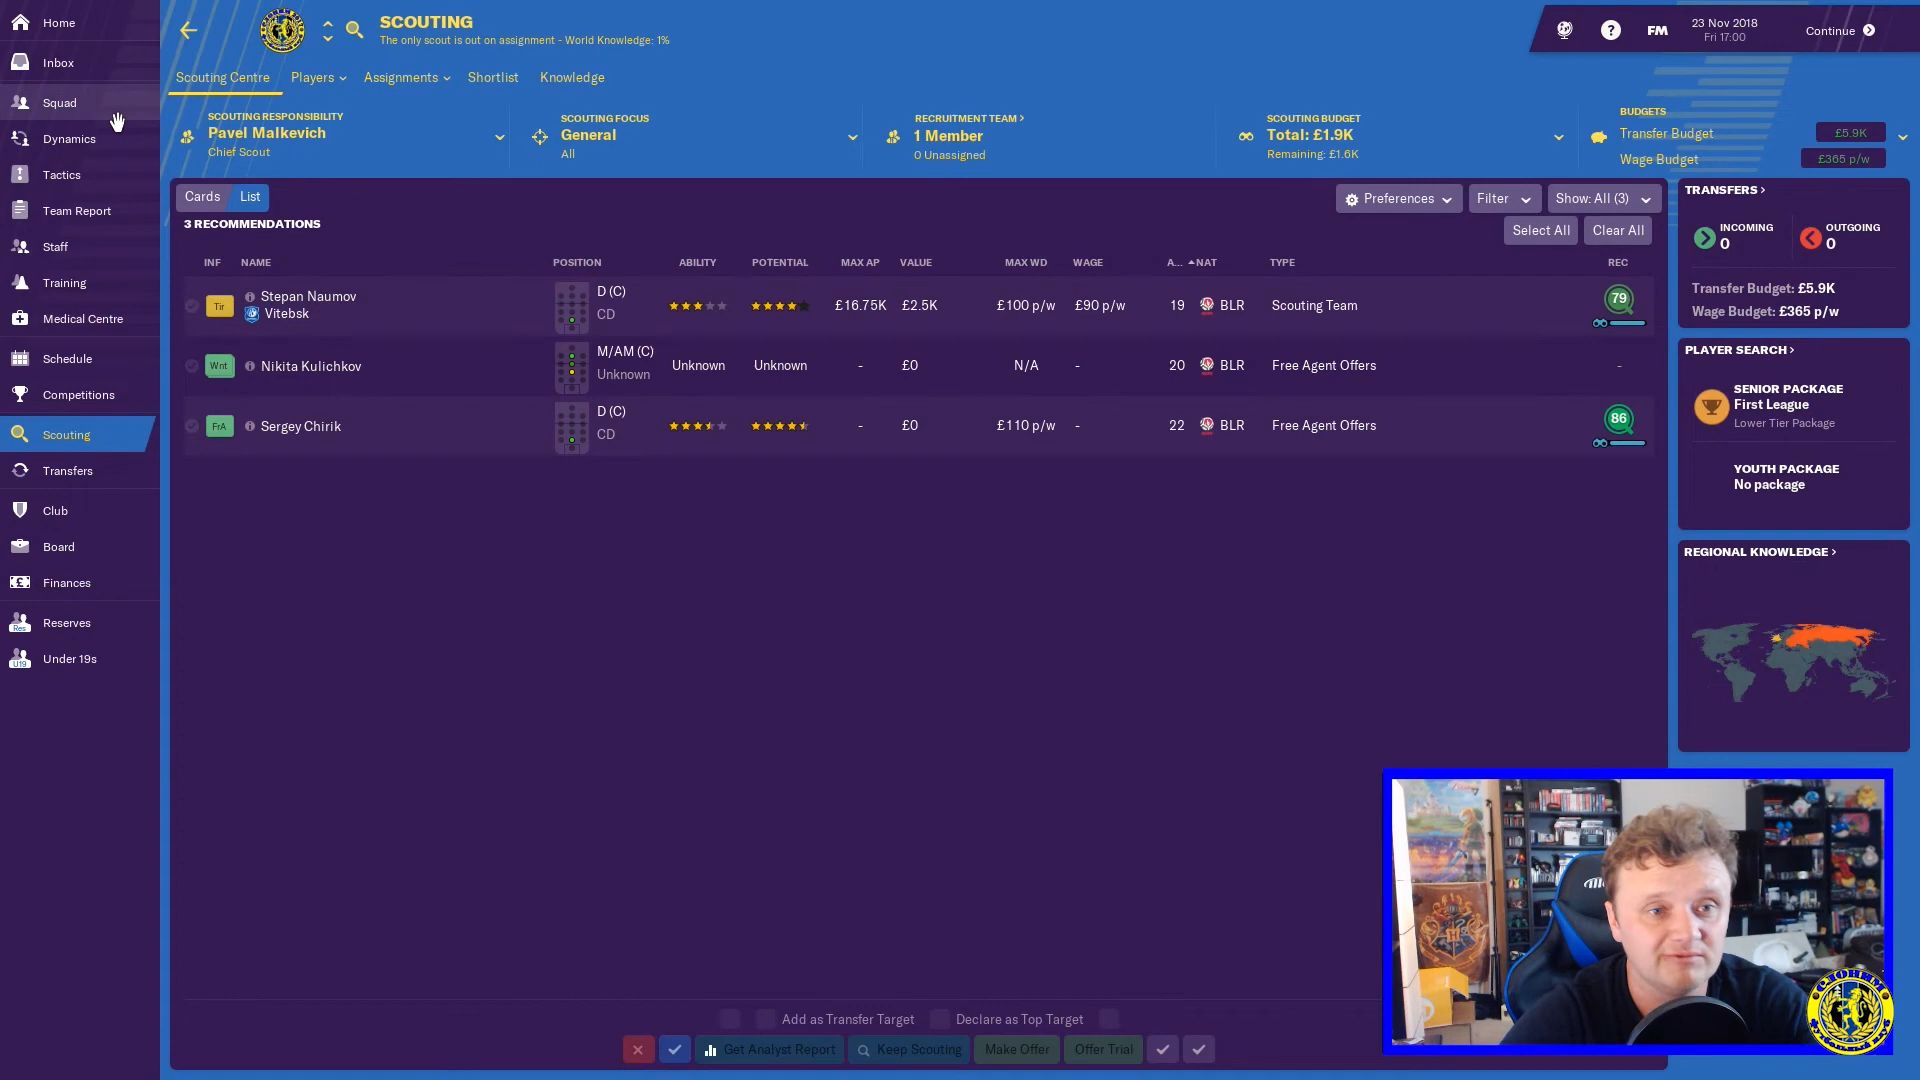 Home
Inbox
Squad
Dynamics
Tactics
Team Report
Staff
Training
Medical Centre
Schedule
Competitions
Scouting
Transfers
Club
Board
Finances
Res
Reserves
U19
Under 19s
SCOUTING
The only scout is out on assignment - World Knowledge: 1%
FM
23 Nov 2018
Fri 17:00
Continue
Scouting Centre
Players
Assignments
Shortlist
Knowledge
SCOUTING RESPONSIBILITY
Pavel Malkevich
Chief Scout
SCOUTING FOCUS
General
All
RECRUITMENT TEAM >
1 Member
0 Unassigned
SCOUTING BUDGET
Total: £1.9K
Remaining: £1.6K
BUDGETS
Transfer Budget £5.9K
Wage Budget £365 p/w
Cards List
Preferences Filter Show: All (3)
3 RECOMMENDATIONS
Select All Clear All
INF NAME POSITION ABILITY POTENTIAL MAX AP VALUE MAX WD WAGE A... NAT TYPE REC
Tir Stepan Naumov Vitebsk D (C) CD £16.75K £2.5K £100 p/w £90 p/w 19 BLR Scouting Team 79
Wnt Nikita Kulichkov M/AM (C) Unknown Unknown Unknown - £0 N/A - 20 BLR Free Agent Offers -
FrA Sergey Chirik D (C) CD - £0 £110 p/w - 22 BLR Free Agent Offers 86
TRANSFERS >
INCOMING
0
OUTGOING
0
Transfer Budget: £5.9K
Wage Budget: £365 p/w
PLAYER SEARCH >
SENIOR PACKAGE
First League
Lower Tier Package
YOUTH PACKAGE
No package
REGIONAL KNOWLEDGE >
Add as Transfer Target Declare as Top Target
Get Analyst Report Keep Scouting Make Offer Offer Trial